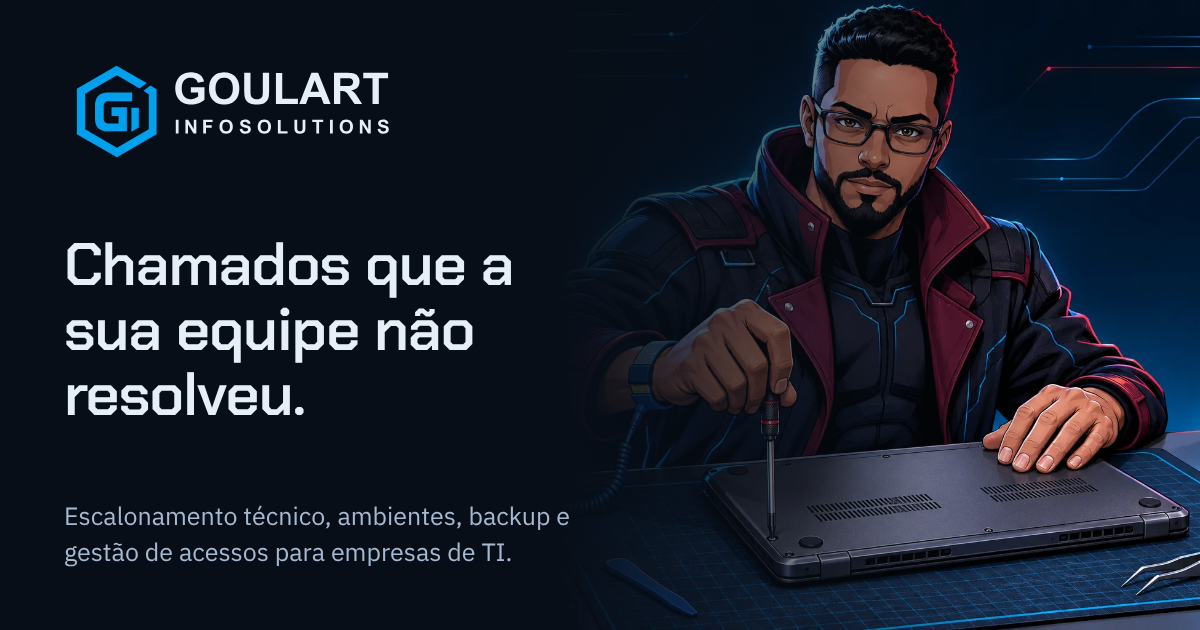 GOULART
INFOSOLUTIONS
Chamados que a
sua equipe não
resolveu.
Escalonamento técnico, ambientes, backup e
gestão de acessos para empresas de TI.